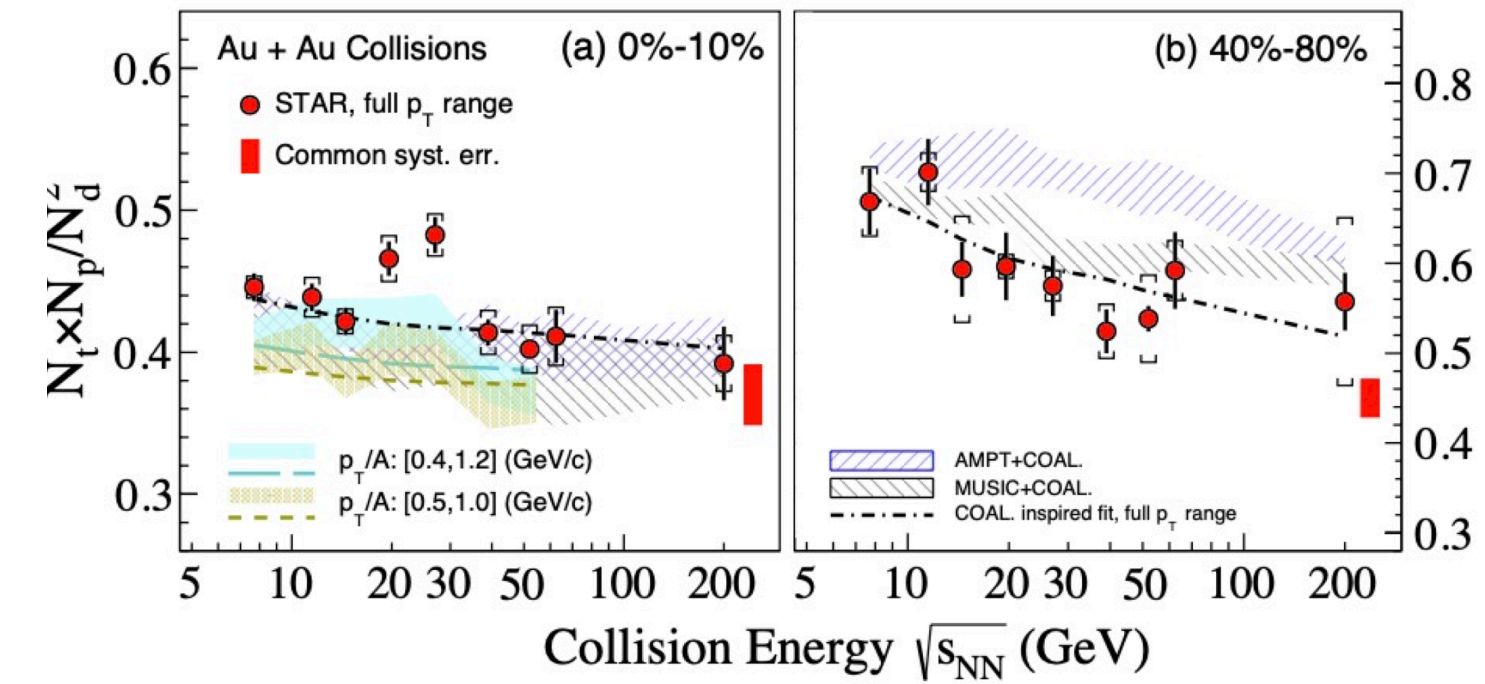 Au + Au Collisions
(a) 0%-10%
STAR, full p_T range
Common syst. err.
p_T/A: [0.4,1.2] (GeV/c)
p_T/A: [0.5,1.0] (GeV/c)
N_t×N_p/N_d^2
0.6
0.5
0.4
0.3
5 10 20 30 50 100 200
(b) 40%-80%
AMPT+COAL.
MUSIC+COAL.
COAL. inspired fit, full p_T range
0.8
0.7
0.6
0.5
0.4
0.3
5 10 20 30 50 100 200
Collision Energy √s_NN (GeV)